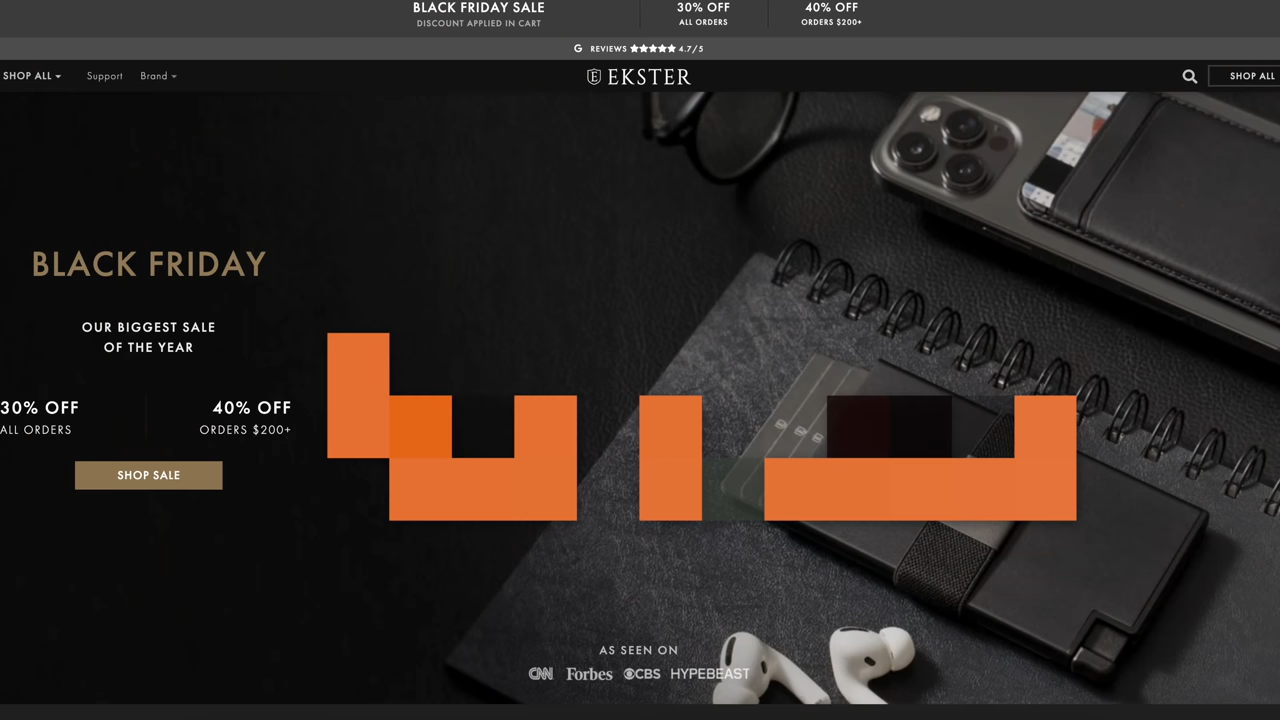 BLACK FRIDAY SALE
DISCOUNT APPLIED IN CART
30% OFF
ALL ORDERS
40% OFF
ORDERS $200+
G REVIEWS ★★★★★ 4.7/5
SHOP ALL
Support
Brand
EKSTER
SHOP ALL
BLACK FRIDAY
OUR BIGGEST SALE
OF THE YEAR
30% OFF
ALL ORDERS
40% OFF
ORDERS $200+
SHOP SALE
AS SEEN ON
CNN Forbes CBS HYPEBEAST